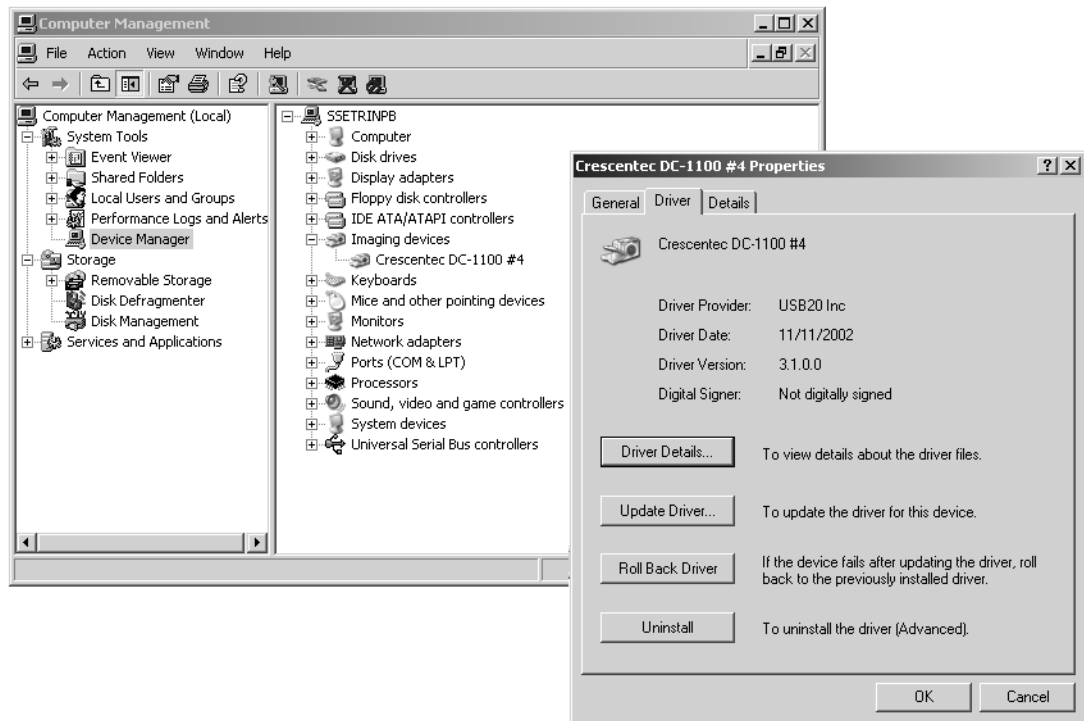 Computer Management
File Action View Window Help
Computer Management (Local)
System Tools
Event Viewer
Shared Folders
Local Users and Groups
Performance Logs and Alerts
Device Manager
Storage
Removable Storage
Disk Defragmenter
Disk Management
Services and Applications
SSETRINPB
Computer
Disk drives
Display adapters
Floppy disk controllers
IDE ATA/ATAPI controllers
Imaging devices
Crescentec DC-1100 #4
Keyboards
Mice and other pointing devices
Monitors
Network adapters
Ports (COM & LPT)
Processors
Sound, video and game controllers
System devices
Universal Serial Bus controllers
Crescentec DC-1100 #4 Properties
General Driver Details
Crescentec DC-1100 #4
Driver Provider: USB20 Inc
Driver Date: 11/11/2002
Driver Version: 3.1.0.0
Digital Signer: Not digitally signed
Driver Details... To view details about the driver files.
Update Driver... To update the driver for this device.
Roll Back Driver If the device fails after updating the driver, roll
back to the previously installed driver.
Uninstall To uninstall the driver (Advanced).
OK Cancel